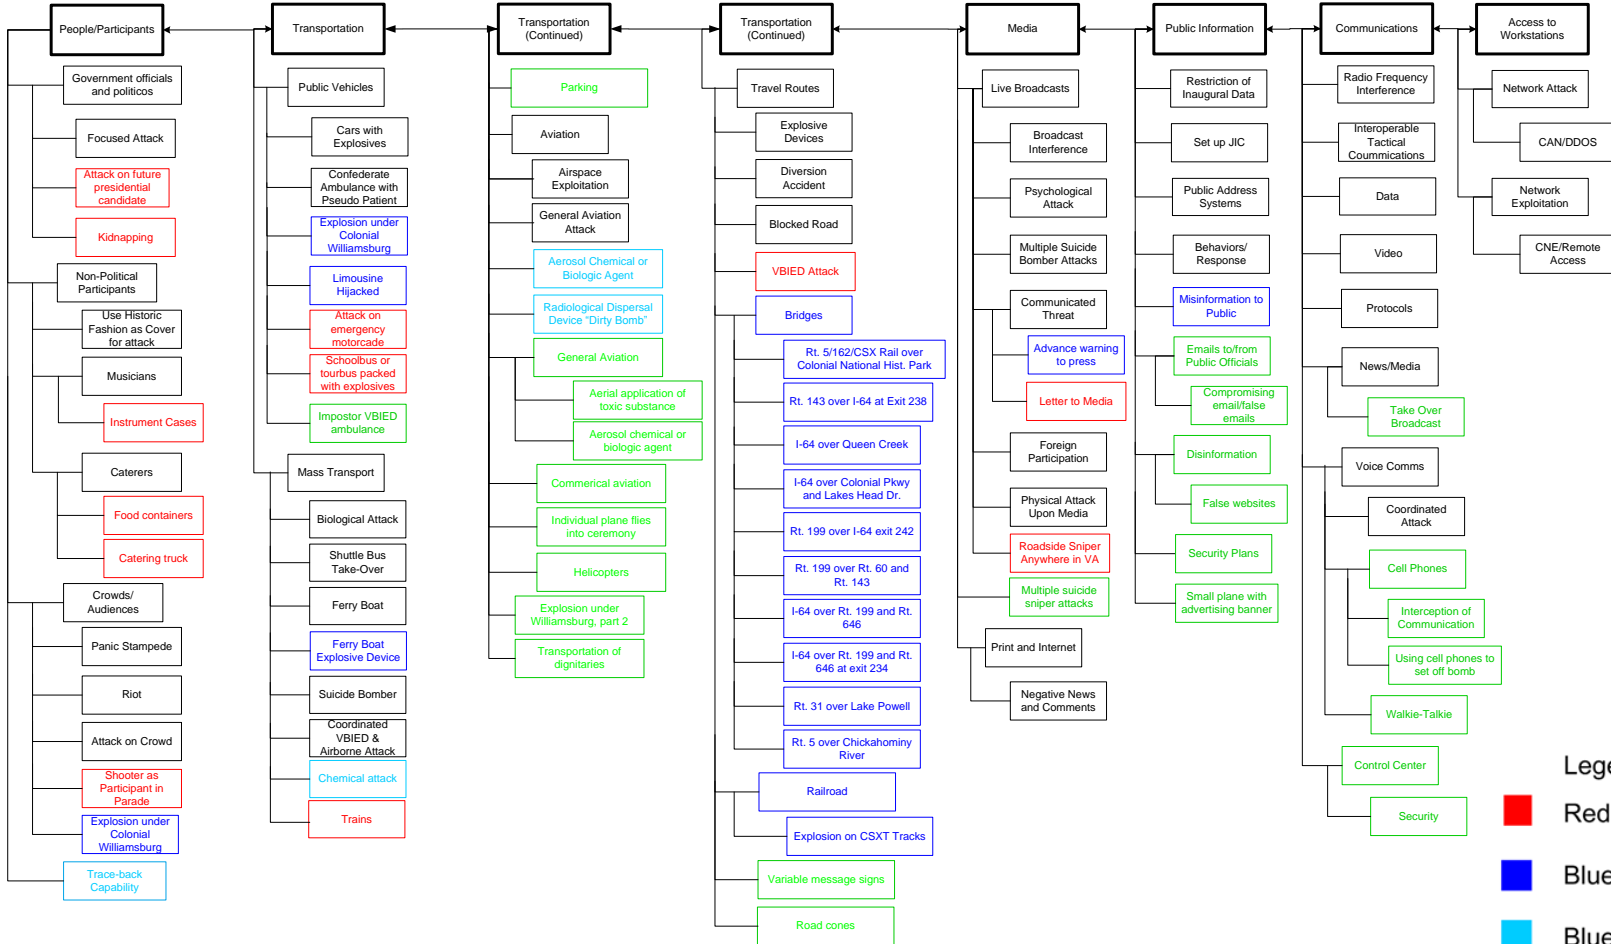 People/Participants
Government officials
and politicos
Focused Attack
Attack on future
presidential
candidate
Kidnapping
Non-Political
Participants
Use Historic
Fashion as Cover
for attack
Musicians
Instrument Cases
Caterers
Food containers
Catering truck
Crowds/
Audiences
Panic Stampede
Riot
Attack on Crowd
Shooter as
Participant in
Parade
Explosion under
Colonial
Williamsburg
Trace-back
Capability
Transportation
Public Vehicles
Cars with
Explosives
Confederate
Ambulance with
Pseudo Patient
Explosion under
Colonial
Williamsburg
Limousine
Hijacked
Attack on
emergency
motorcade
Schoolbus or
tourbus packed
with explosives
Impostor VBIED
ambulance
Mass Transport
Biological Attack
Shuttle Bus
Take-Over
Ferry Boat
Ferry Boat
Explosive Device
Suicide Bomber
Coordinated
VBIED &
Airborne Attack
Chemical attack
Trains
Transportation
(Continued)
Parking
Aviation
Airspace
Exploitation
General Aviation
Attack
Aerosol Chemical or
Biologic Agent
Radiological Dispersal
Device “Dirty Bomb”
General Aviation
Aerial application of
toxic substance
Aerosol chemical or
biologic agent
Commerical aviation
Individual plane flies
into ceremony
Helicopters
Explosion under
Williamsburg, part 2
Transportation of
dignitaries
Transportation
(Continued)
Travel Routes
Explosive
Devices
Diversion
Accident
Blocked Road
VBIED Attack
Bridges
Rt. 5/162/CSX Rail over
Colonial National Hist. Park
Rt. 143 over I-64 at Exit 238
I-64 over Queen Creek
I-64 over Colonial Pkwy
and Lakes Head Dr.
Rt. 199 over I-64 exit 242
Rt. 199 over Rt. 60 and
Rt. 143
I-64 over Rt. 199 and Rt.
646
I-64 over Rt. 199 and Rt.
646 at exit 234
Rt. 31 over Lake Powell
Rt. 5 over Chickahominy
River
Railroad
Explosion on CSXT Tracks
Variable message signs
Road cones
Media
Live Broadcasts
Broadcast
Interference
Psychological
Attack
Multiple Suicide
Bomber Attacks
Communicated
Threat
Advance warning
to press
Letter to Media
Foreign
Participation
Physical Attack
Upon Media
Roadside Sniper
Anywhere in VA
Multiple suicide
sniper attacks
Print and Internet
Negative News
and Comments
Public Information
Restriction of
Inaugural Data
Set up JIC
Public Address
Systems
Behaviors/
Response
Misinformation to
Public
Emails to/from
Public Officials
Compromising
email/false
emails
Disinformation
False websites
Security Plans
Small plane with
advertising banner
Communications
Radio Frequency
Interference
Interoperable
Tactical
Coummications
Data
Video
Protocols
News/Media
Take Over
Broadcast
Voice Comms
Coordinated
Attack
Cell Phones
Interception of
Communication
Using cell phones to
set off bomb
Walkie-Talkie
Control Center
Security
Access to
Workstations
Network Attack
CAN/DDOS
Network
Exploitation
CNE/Remote
Access
Lege
Red
Blue
Blue